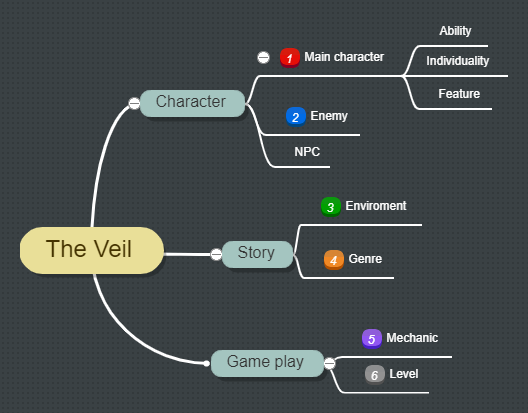 The Veil
Character
1 Main character
Ability
Individuality
Feature
2 Enemy
NPC
Story
3 Enviroment
4 Genre
Game play
5 Mechanic
6 Level